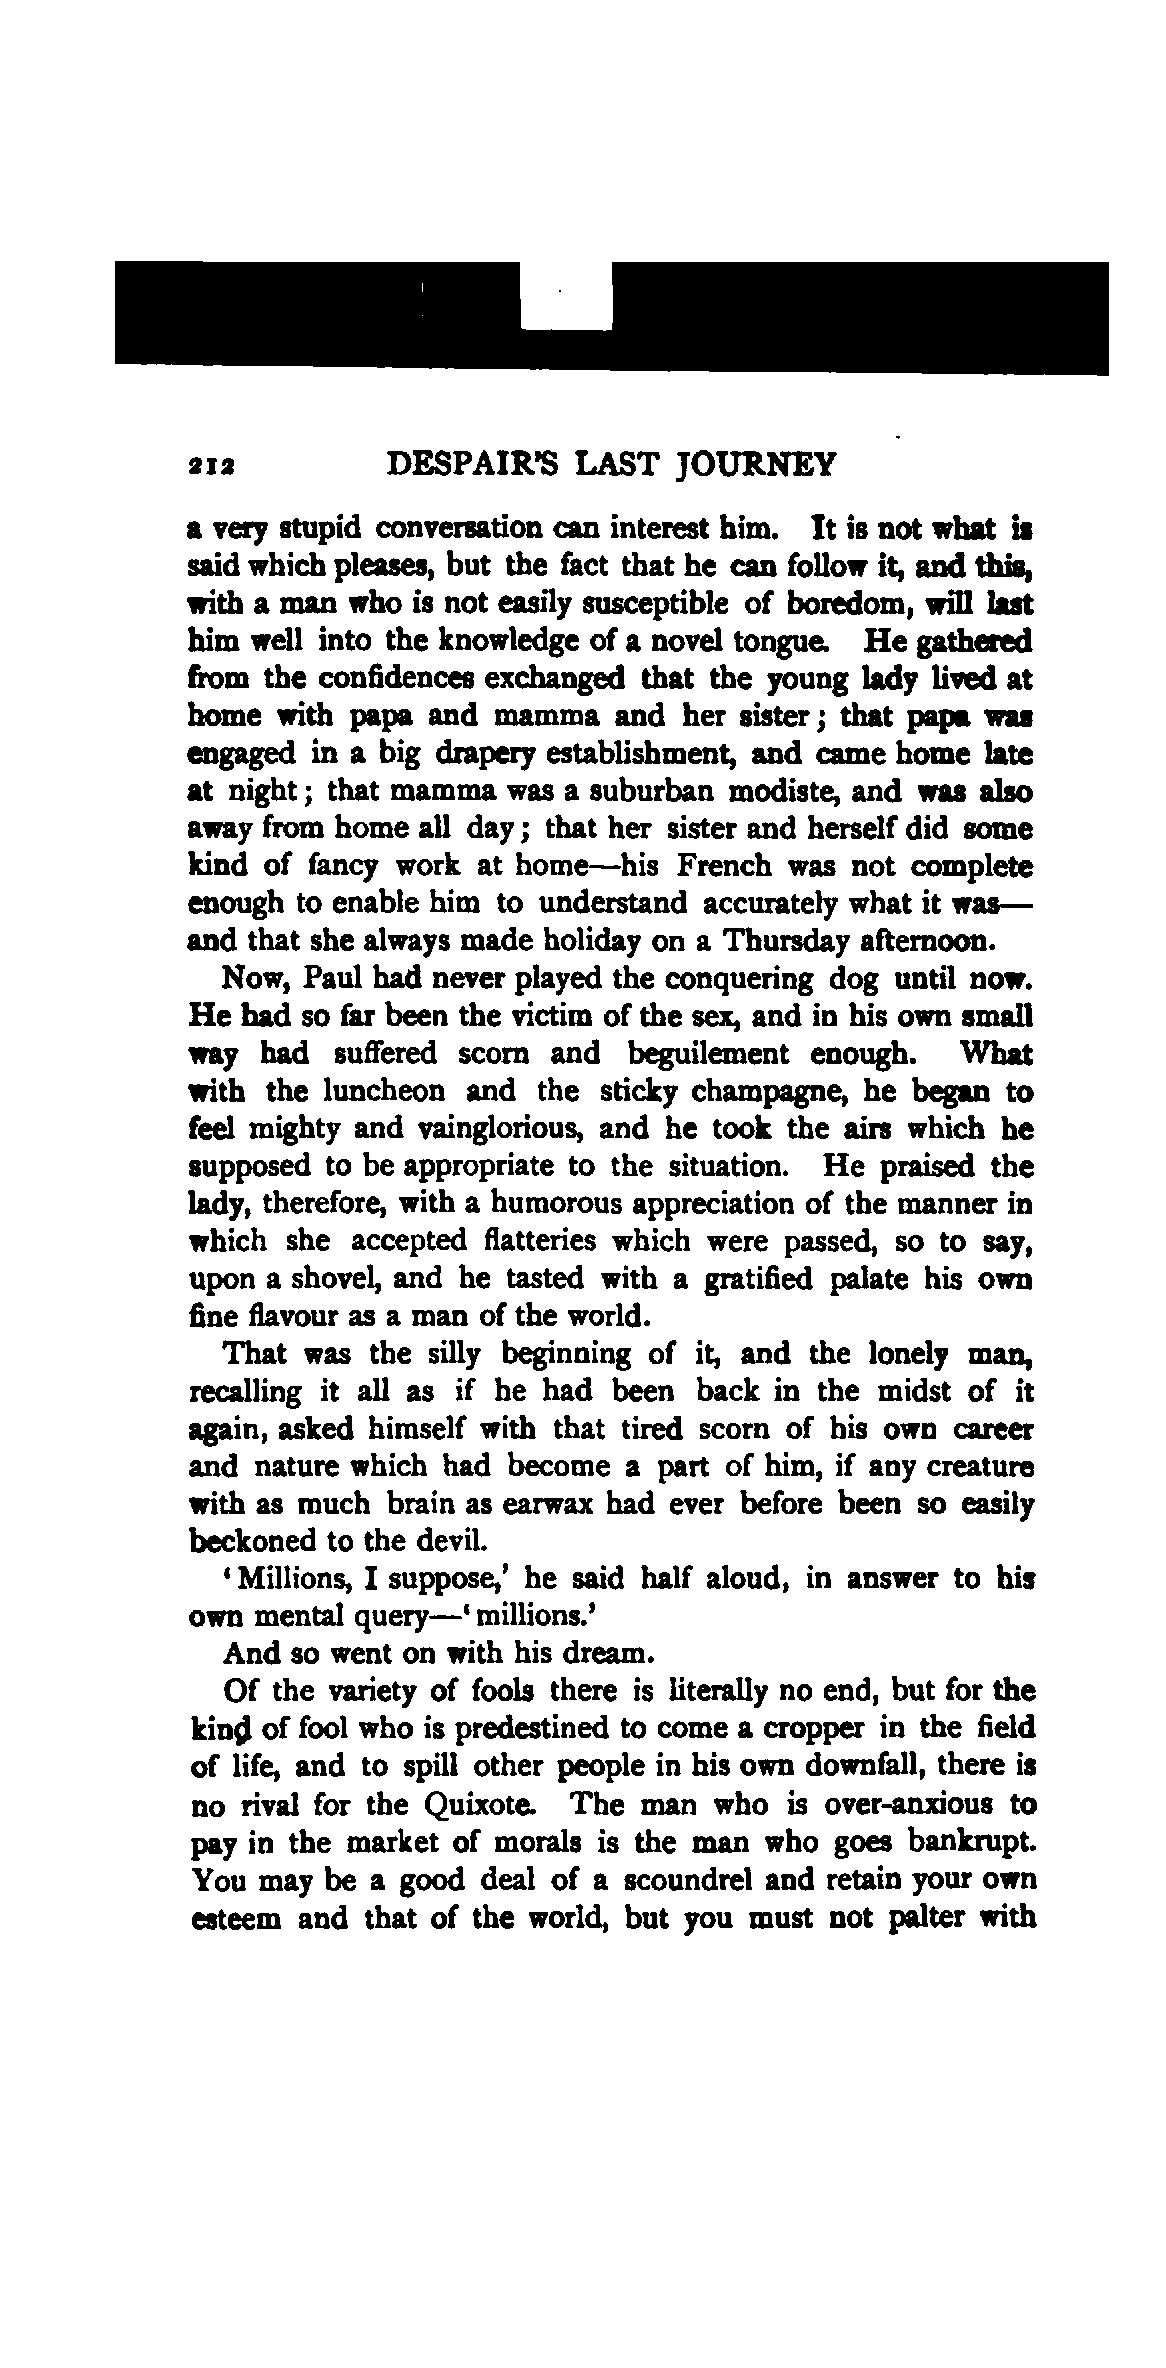 212 DESPAIR'S LAST JOURNEY
a very stupid conversation can interest him. It is not what is
said which pleases, but the fact that he can follow it, and this,
with a man who is not easily susceptible of boredom, will last
him well into the knowledge of a novel tongue. He gathered
from the confidences exchanged that the young lady lived at
home with papa and mamma and her sister; that papa was
engaged in a big drapery establishment, and came home late
at night; that mamma was a suburban modiste, and was also
away from home all day; that her sister and herself did some
kind of fancy work at home—his French was not complete
enough to enable him to understand accurately what it was—
and that she always made holiday on a Thursday afternoon.
Now, Paul had never played the conquering dog until now.
He had so far been the victim of the sex, and in his own small
way had suffered scorn and beguilement enough. What
with the luncheon and the sticky champagne, he began to
feel mighty and vainglorious, and he took the airs which he
supposed to be appropriate to the situation. He praised the
lady, therefore, with a humorous appreciation of the manner in
which she accepted flatteries which were passed, so to say,
upon a shovel, and he tasted with a gratified palate his own
fine flavour as a man of the world.
That was the silly beginning of it, and the lonely man,
recalling it all as if he had been back in the midst of it
again, asked himself with that tired scorn of his own career
and nature which had become a part of him, if any creature
with as much brain as earwax had ever before been so easily
beckoned to the devil.
'Millions, I suppose,' he said half aloud, in answer to his
own mental query—'millions.'
And so went on with his dream.
Of the variety of fools there is literally no end, but for the
kind of fool who is predestined to come a cropper in the field
of life, and to spill other people in his own downfall, there is
no rival for the Quixote. The man who is over-anxious to
pay in the market of morals is the man who goes bankrupt.
You may be a good deal of a scoundrel and retain your own
esteem and that of the world, but you must not palter with